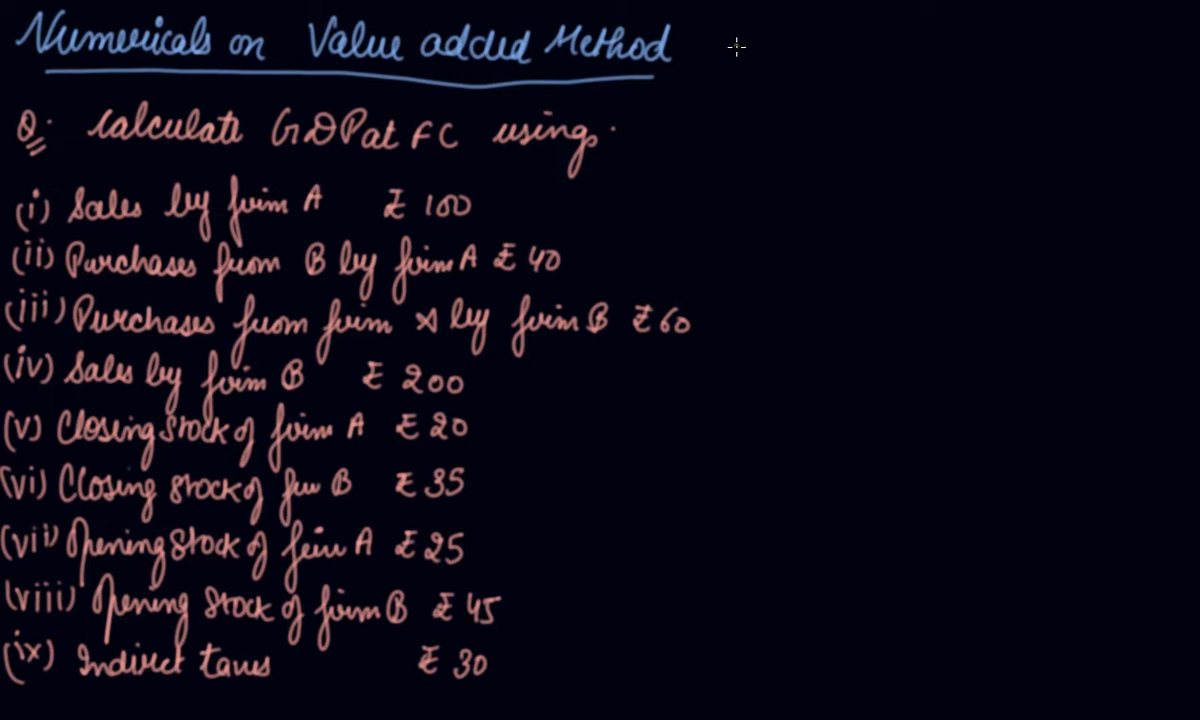 Numericals on Value added Method
Q. Calculate GDP at FC using.
(i) Sales by firm A ₹ 100
(ii) Purchases from B by firm A ₹ 40
(iii) Purchases from firm A by firm B ₹ 60
(iv) Sales by firm B ₹ 200
(v) Closing Stock of firm A ₹ 20
(vi) Closing Stock of firm B ₹ 35
(vii) Opening Stock of firm A ₹ 25
(viii) Opening Stock of firm B ₹ 45
(ix) Indirect taxes ₹ 30